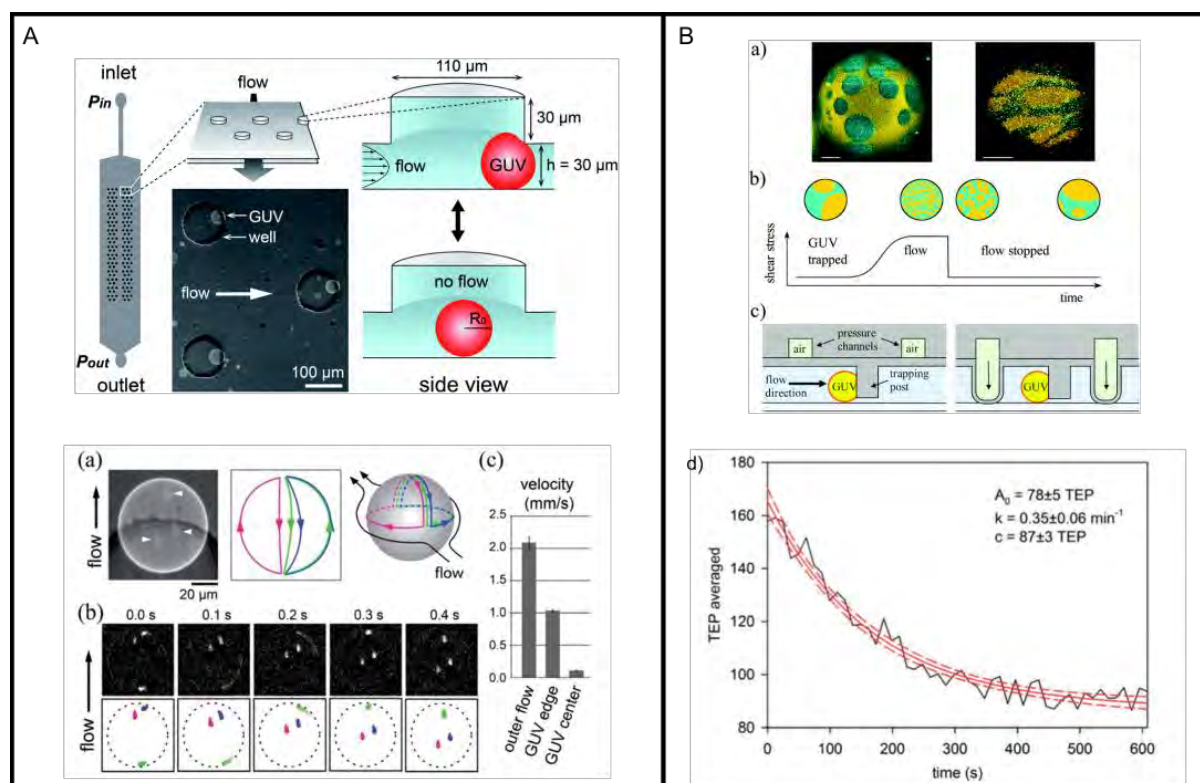 A
inlet
Pin
flow
110 µm
30 µm
flow
GUV
h = 30 µm
GUV
well
flow
no flow
R0
Pout
outlet
100 µm
side view
(a)
flow
20 µm
flow
(c)
velocity
(mm/s)
2.5
2.0
1.5
1.0
0.5
0.0
outer flow
GUV edge
GUV center
(b)
0.0 s 0.1 s 0.2 s 0.3 s 0.4 s
flow
B
a)
b)
shear stress
GUV
trapped
flow
flow stopped
time
c)
air
pressure
channels
air
flow
direction
GUV
trapping
post
GUV
d)
TEP averaged
180
160
140
120
100
80
A0 = 78±5 TEP
k = 0.35±0.06 min-1
c = 87±3 TEP
0 100 200 300 400 500 600
time (s)